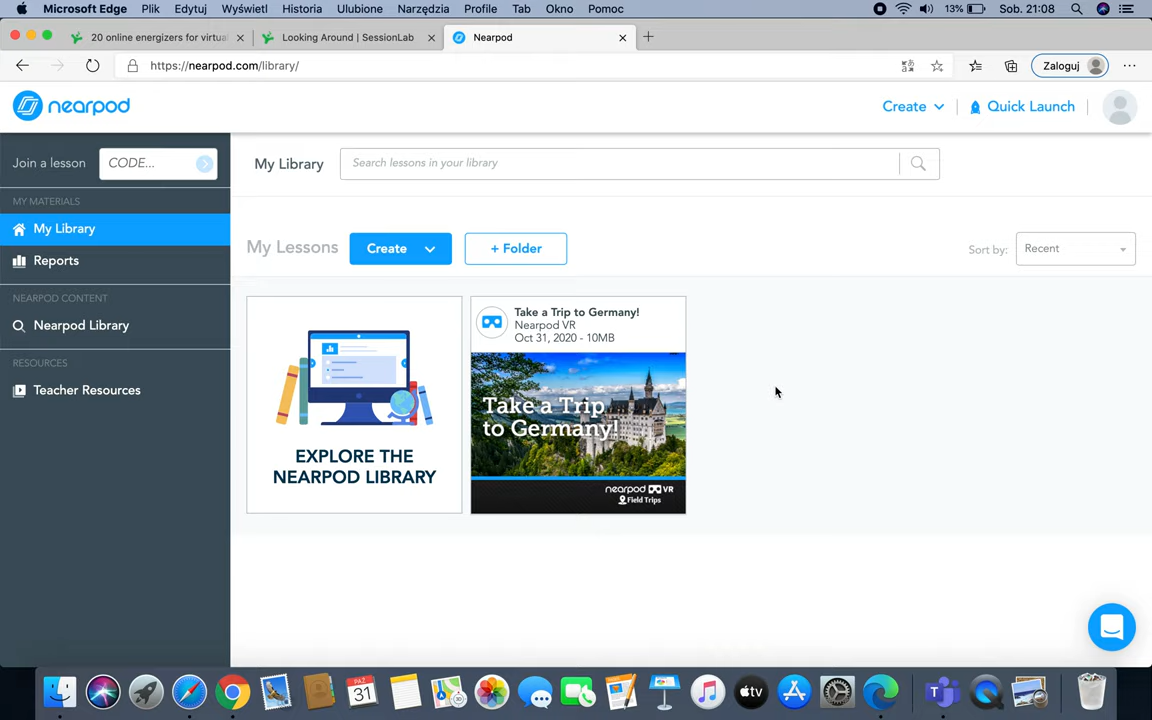 Microsoft Edge Plik Edytuj Wyświetl Historia Ulubione Narzędzia Profile Tab Okno Pomoc 13% Sob. 21:08
20 online energizers for virtua Looking Around | SessionLab Nearpod
https://nearpod.com/library/ Zaloguj
nearpod Create Quick Launch
Join a lesson CODE...
My Library Search lessons in your library
MY MATERIALS
My Library
Reports
NEARPOD CONTENT
Nearpod Library
RESOURCES
Teacher Resources
My Lessons Create + Folder Sort by: Recent
EXPLORE THE
NEARPOD LIBRARY
Take a Trip to Germany!
Nearpod VR
Oct 31, 2020 - 10MB
Take a Trip
to Germany!
nearpod VR
Field Trips
31